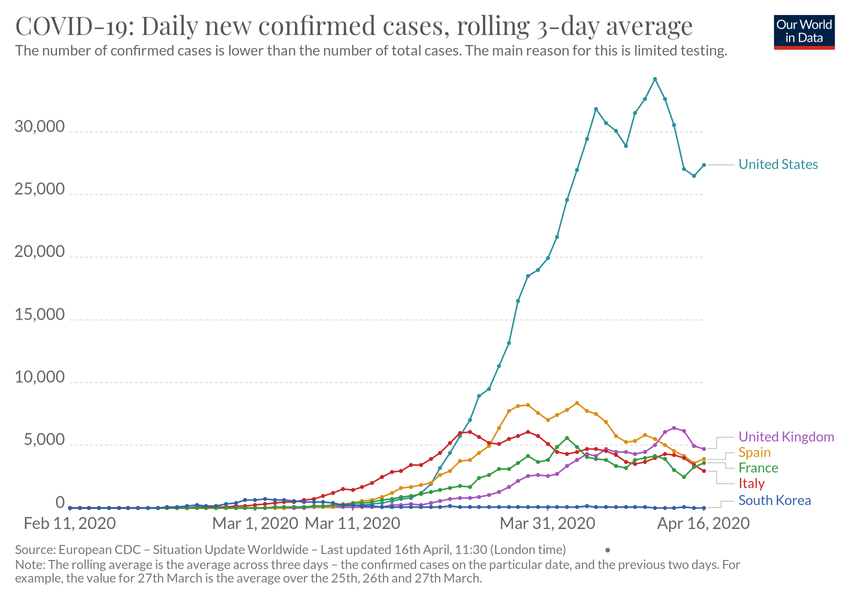 COVID-19: Daily new confirmed cases, rolling 3-day average
The number of confirmed cases is lower than the number of total cases. The main reason for this is limited testing.
Our World
in Data
30,000
25,000
20,000
15,000
10,000
5,000
0
United States
United Kingdom
Spain
France
Italy
South Korea
Feb 11, 2020
Mar 1, 2020
Mar 11, 2020
Mar 31, 2020
Apr 16, 2020
Source: European CDC – Situation Update Worldwide – Last updated 16th April, 11:30 (London time)
Note: The rolling average is the average across three days – the confirmed cases on the particular date, and the previous two days. For
example, the value for 27th March is the average over the 25th, 26th and 27th March.